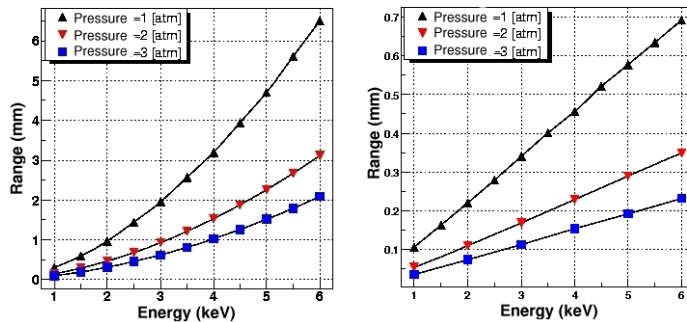 Pressure =1 [atm]
Pressure =2 [atm]
Pressure =3 [atm]
Range (mm)
6
5
4
3
2
1
0
1 2 3 4 5 6
Energy (keV)
Pressure =1 [atm]
Pressure =2 [atm]
Pressure =3 [atm]
Range (mm)
0.7
0.6
0.5
0.4
0.3
0.2
0.1
1 2 3 4 5 6
Energy (keV)